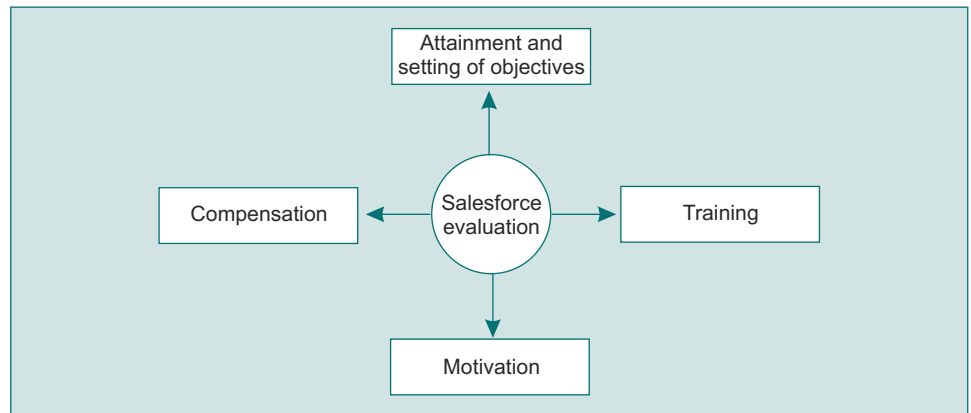 Attainment and
setting of objectives
Compensation
Salesforce
evaluation
Training
Motivation